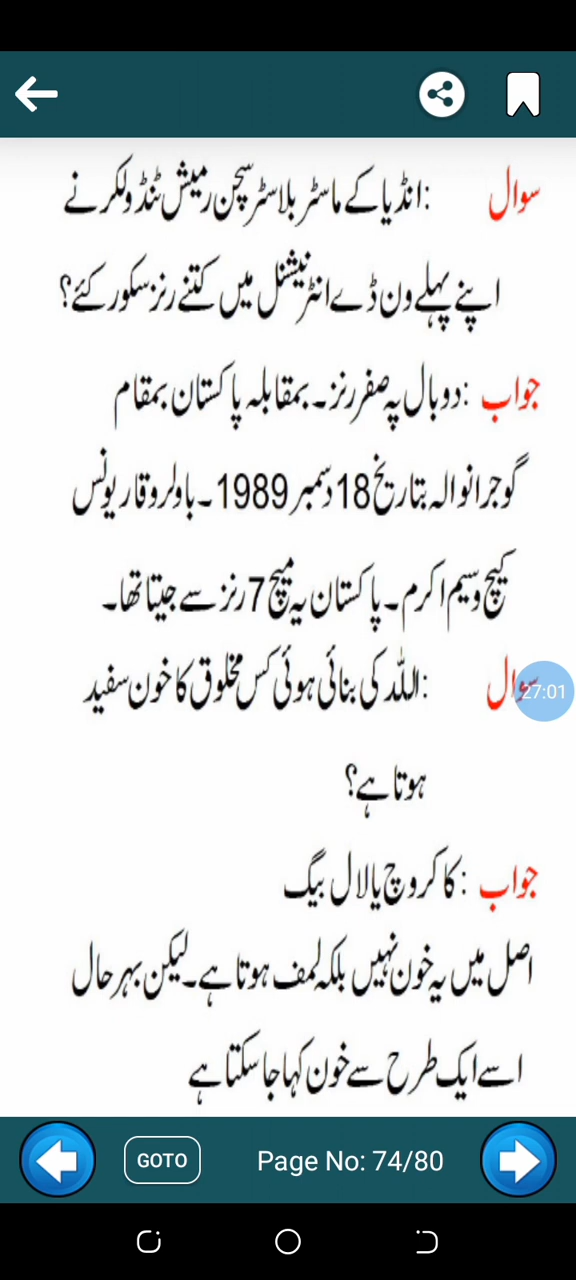 سوال :انڈیا کے ماسٹر بلاسٹر سچن رمیش ٹنڈولکر نے
اپنے پہلے ون ڈے انٹرنیشنل میں کتنے رنز سکور کئے؟
جواب :دو بال پہ صفر رنز۔ بمقابلہ پاکستان بمقام
گوجرانوالہ بتاریخ 18 دسمبر 1989۔ باولر وقار یونس
کیچ وسیم اکرم۔ پاکستان یہ میچ 7 رنز سے جیتا تھا۔
سوال :اللہ کی بنائی ہوئی کس مخلوق کا خون سفید
27:01
ہوتا ہے؟
جواب :کاکروچ یا لال بیگ
اصل میں یہ خون نہیں بلکہ لمف ہوتا ہے۔ لیکن بہرحال
اسے ایک طرح سے خون کہا جا سکتا ہے
GOTO Page No: 74/80